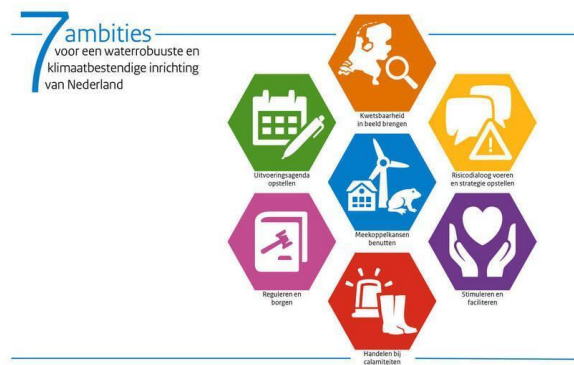 7 ambities
voor een waterrobuuste en
klimaatbestendige inrichting
van Nederland
Kwetsbaarheid
in beeld brengen
Uitvoeringsagenda
opstellen
Risicodialoog voeren
en strategie opstellen
Meekoppelkansen
benutten
Reguleren en
borgen
Stimuleren en
faciliteren
Handelen bij
calamiteiten